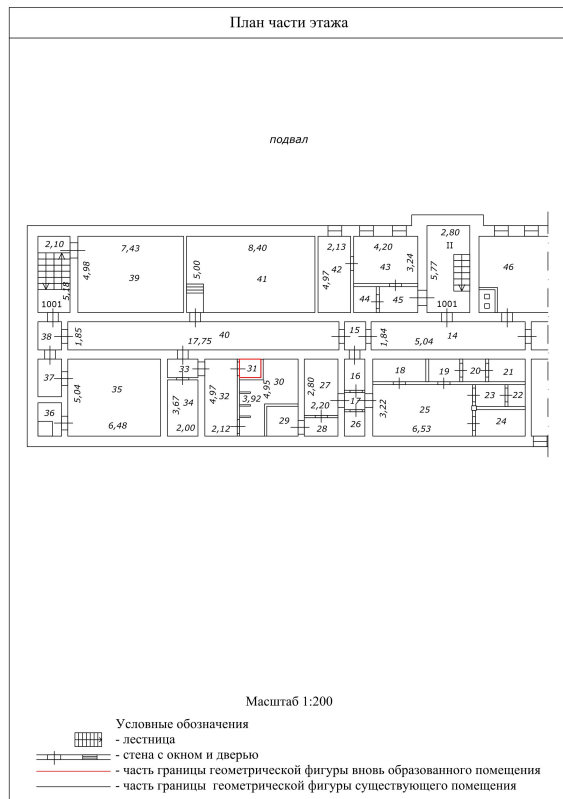 План части этажа
подвал
2,10 7,43 8,40 2,13 4,20 2,80
II
4,98 39 5,00 41 4,97 42 43 3,24 5,77 46
5,18
1001 44 45 1001
38 1,85 40 15 1,84 14
17,75 5,04
37 35 33 31 30 27 16 18 19 20 21
5,04 3,67 34 4,97 32 3,92 4,95 2,80 17 3,22 23 22
36 6,48 2,00 2,12 29 2,20 28 26 25 24
6,53
Масштаб 1:200
Условные обозначения
- лестница
- стена с окном и дверью
- часть границы геометрической фигуры вновь образованного помещения
- часть границы геометрической фигуры существующего помещения